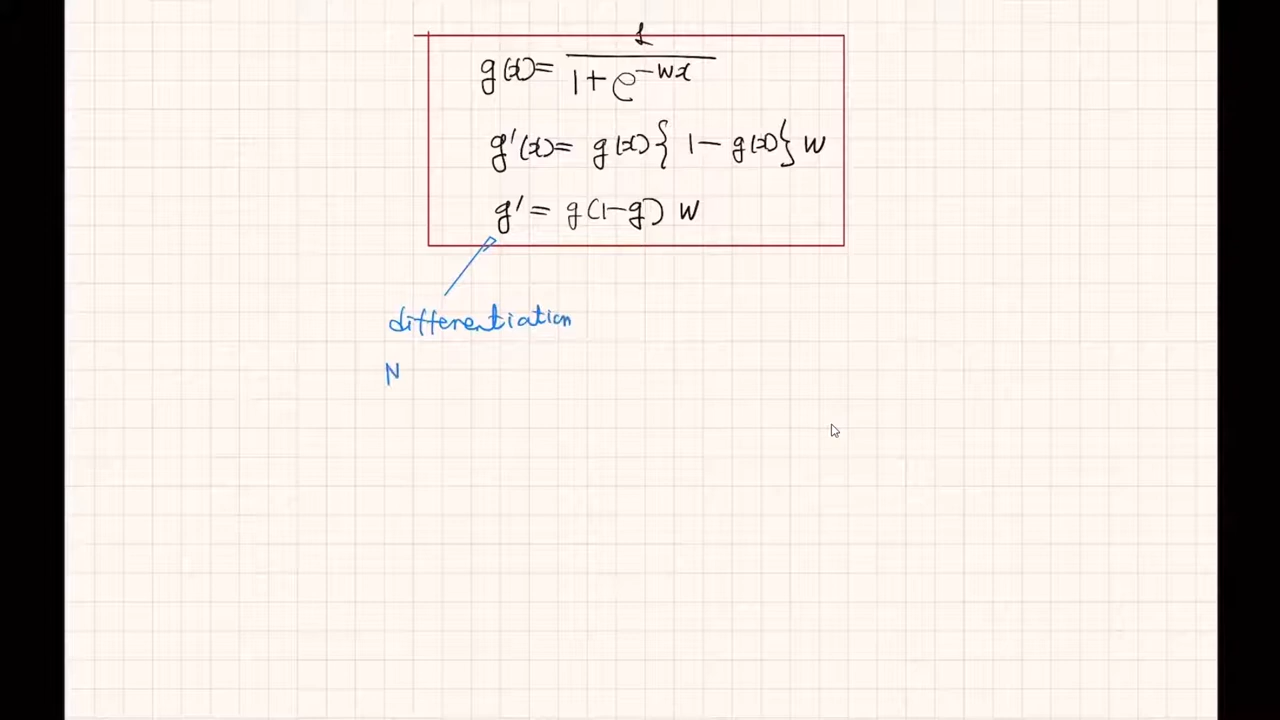 g(x) = 1 / (1 + e^{-wx})
g'(x) = g(x) { 1 - g(x) } w
g' = g(1-g) w
differentiation
N